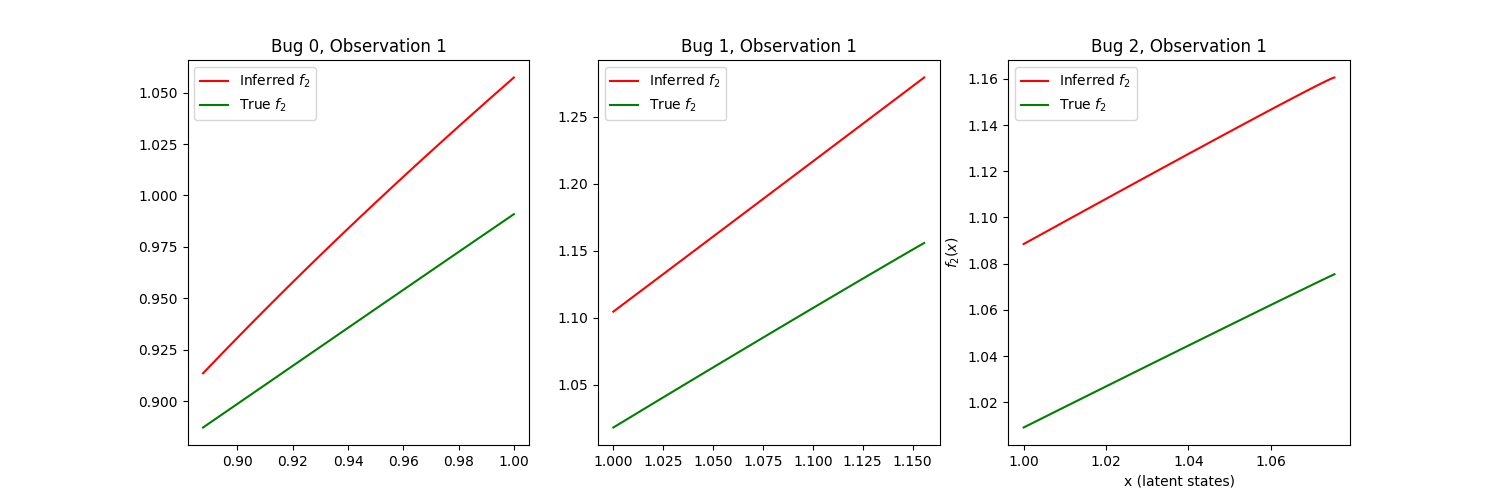 Bug 0, Observation 1
Inferred f₂
True f₂
1.050
1.025
1.000
0.975
0.950
0.925
0.900
0.90 0.92 0.94 0.96 0.98 1.00
Bug 1, Observation 1
Inferred f₂
True f₂
1.25
1.20
1.15
1.10
1.05
1.000 1.025 1.050 1.075 1.100 1.125 1.150
Bug 2, Observation 1
Inferred f₂
True f₂
1.16
1.14
1.12
1.10
1.08
1.06
1.04
1.02
f₂(x)
1.00 1.02 1.04 1.06
x (latent states)